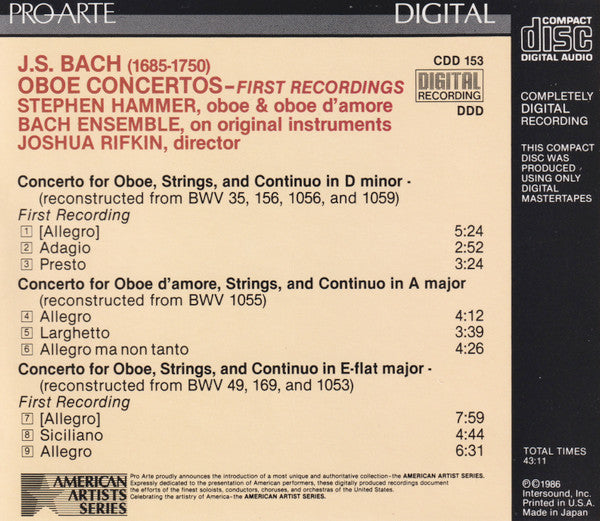 PRO ARTE DIGITAL
COMPACT
disc
DIGITAL AUDIO
J.S. BACH (1685-1750)
CDD 153
OBOE CONCERTOS–FIRST RECORDINGS
DIGITAL
RECORDING
STEPHEN HAMMER, oboe & oboe d'amore
DDD
BACH ENSEMBLE, on original instruments
JOSHUA RIFKIN, director
COMPLETELY
DIGITAL
RECORDING
THIS COMPACT
DISC WAS
PRODUCED
USING ONLY
DIGITAL
MASTERTAPES
Concerto for Oboe, Strings, and Continuo in D minor -
(reconstructed from BWV 35, 156, 1056, and 1059)
First Recording
1 [Allegro] 5:24
2 Adagio 2:52
3 Presto 3:24
Concerto for Oboe d'amore, Strings, and Continuo in A major
(reconstructed from BWV 1055)
4 Allegro 4:12
5 Larghetto 3:39
6 Allegro ma non tanto 4:26
Concerto for Oboe, Strings, and Continuo in E-flat major -
(reconstructed from BWV 49, 169, and 1053)
First Recording
7 [Allegro] 7:59
8 Siciliano 4:44
9 Allegro 6:31
TOTAL TIMES
43:11
AMERICAN
ARTISTS
SERIES
Pro Arte proudly announces the introduction of a most unique and authoritative collection–the AMERICAN ARTIST SERIES.
Expressly dedicated to the presentation of American performers, these digitally produced recordings document
the efforts of the finest soloists, conductors, choruses, and orchestras of the United States.
Celebrating the artistry of America–the AMERICAN ARTISTS SERIES.
℗©1986
Intersound, Inc.
Printed in U.S.A.
Made in Japan